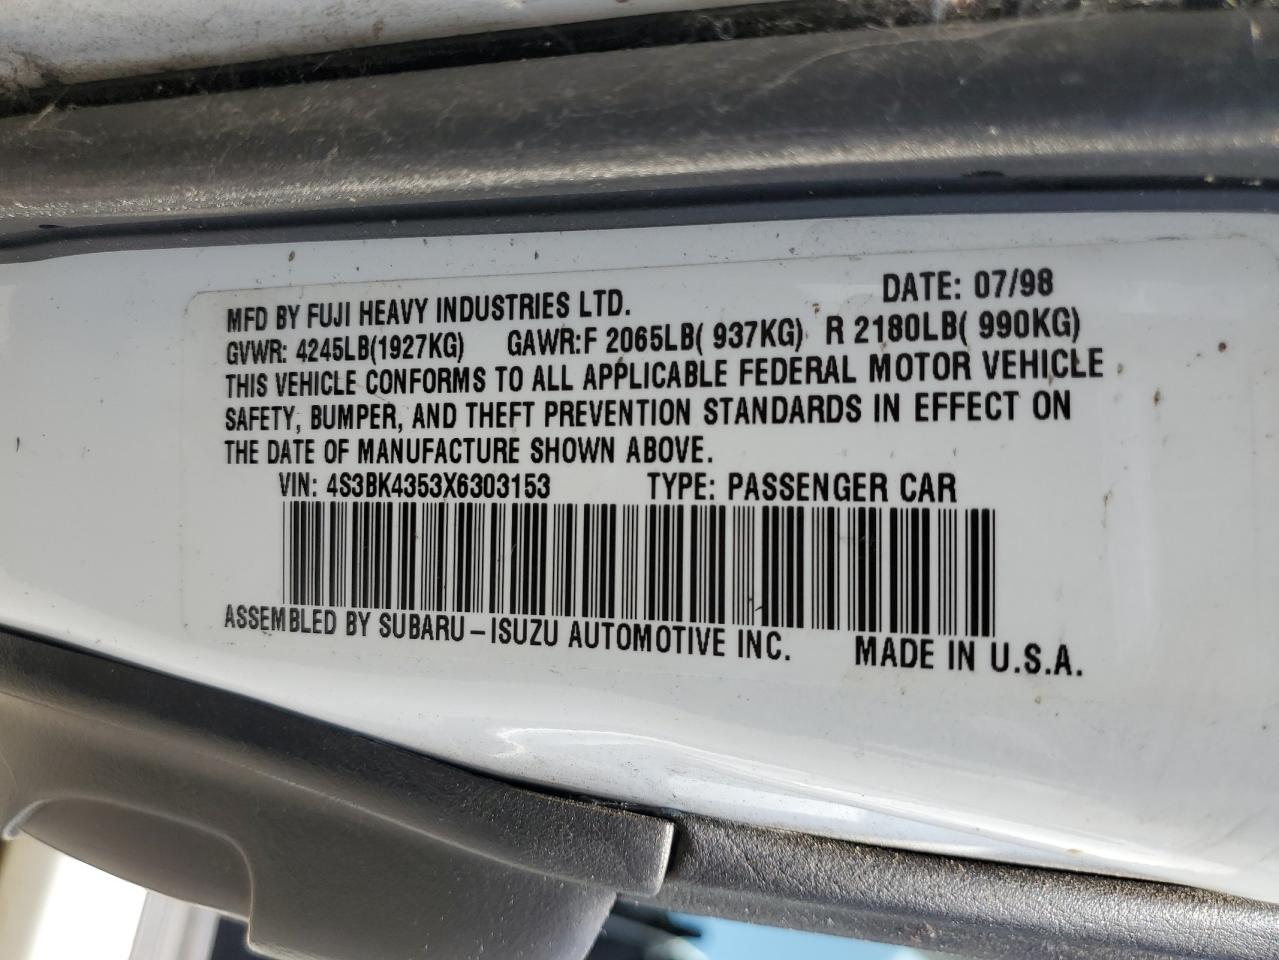 DATE: 07/98
MFD BY FUJI HEAVY INDUSTRIES LTD.
GVWR: 4245LB(1927KG) GAWR:F 2065LB( 937KG) R 2180LB( 990KG)
THIS VEHICLE CONFORMS TO ALL APPLICABLE FEDERAL MOTOR VEHICLE
SAFETY, BUMPER, AND THEFT PREVENTION STANDARDS IN EFFECT ON
THE DATE OF MANUFACTURE SHOWN ABOVE.
VIN: 4S3BK4353X6303153 TYPE: PASSENGER CAR
ASSEMBLED BY SUBARU-ISUZU AUTOMOTIVE INC. MADE IN U.S.A.